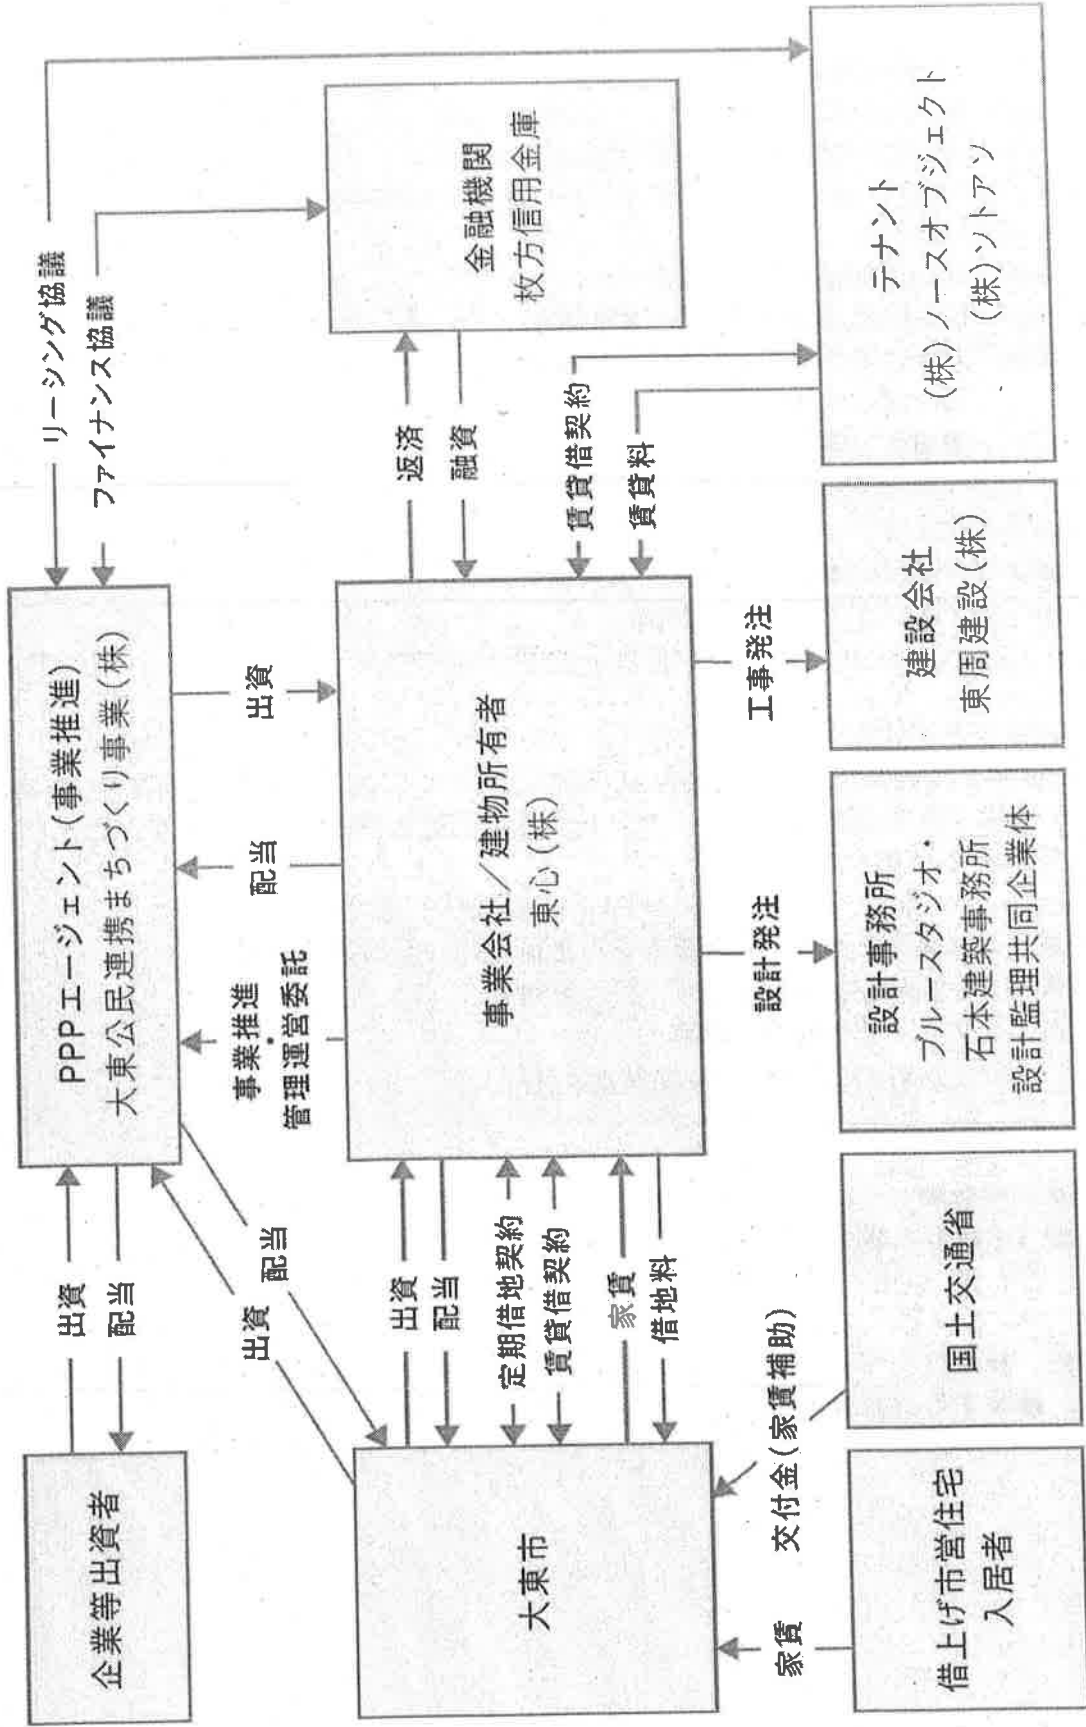 リーシング協議
ファイナンス協議
企業等出資者
出資
配当
PPPエージェント(事業推進)
大東公民連携まちづくり事業(株)
出資
配当
事業推進
・
管理運営委託
配当
出資
金融機関
枚方信用金庫
返済
融資
大東市
出資
配当
定期借地契約
賃貸借契約
家賃
借地料
事業会社/建物所有者
東心(株)
賃貸借契約
賃貸料
家賃
交付金(家賃補助)
設計発注
工事発注
借上げ市営住宅
入居者
国土交通省
設計事務所
ブルースタジオ・
石本建築事務所
設計監理共同企業体
建設会社
東周建設(株)
テナント
(株)ノースオブジェクト
(株)ソトアソ